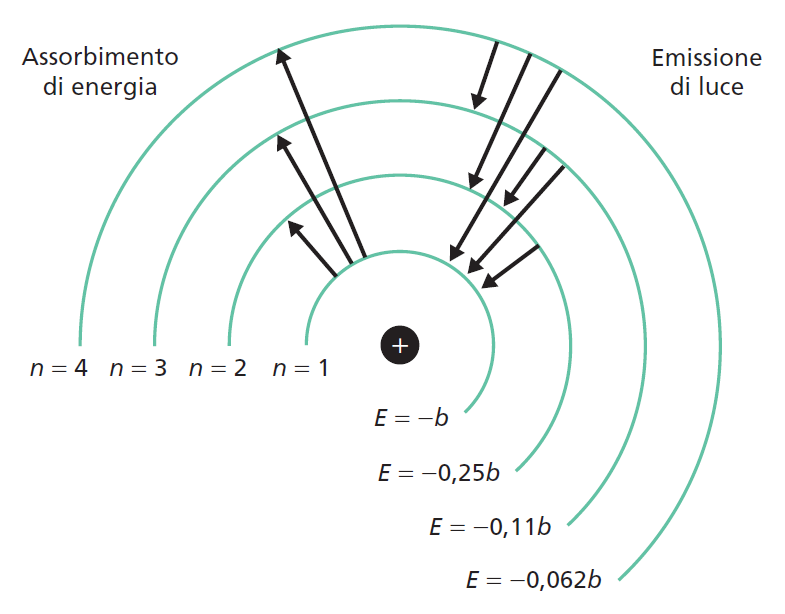 Assorbimento
di energia
Emissione
di luce
+
n = 4
n = 3
n = 2
n = 1
E = −b
E = −0,25b
E = −0,11b
E = −0,062b